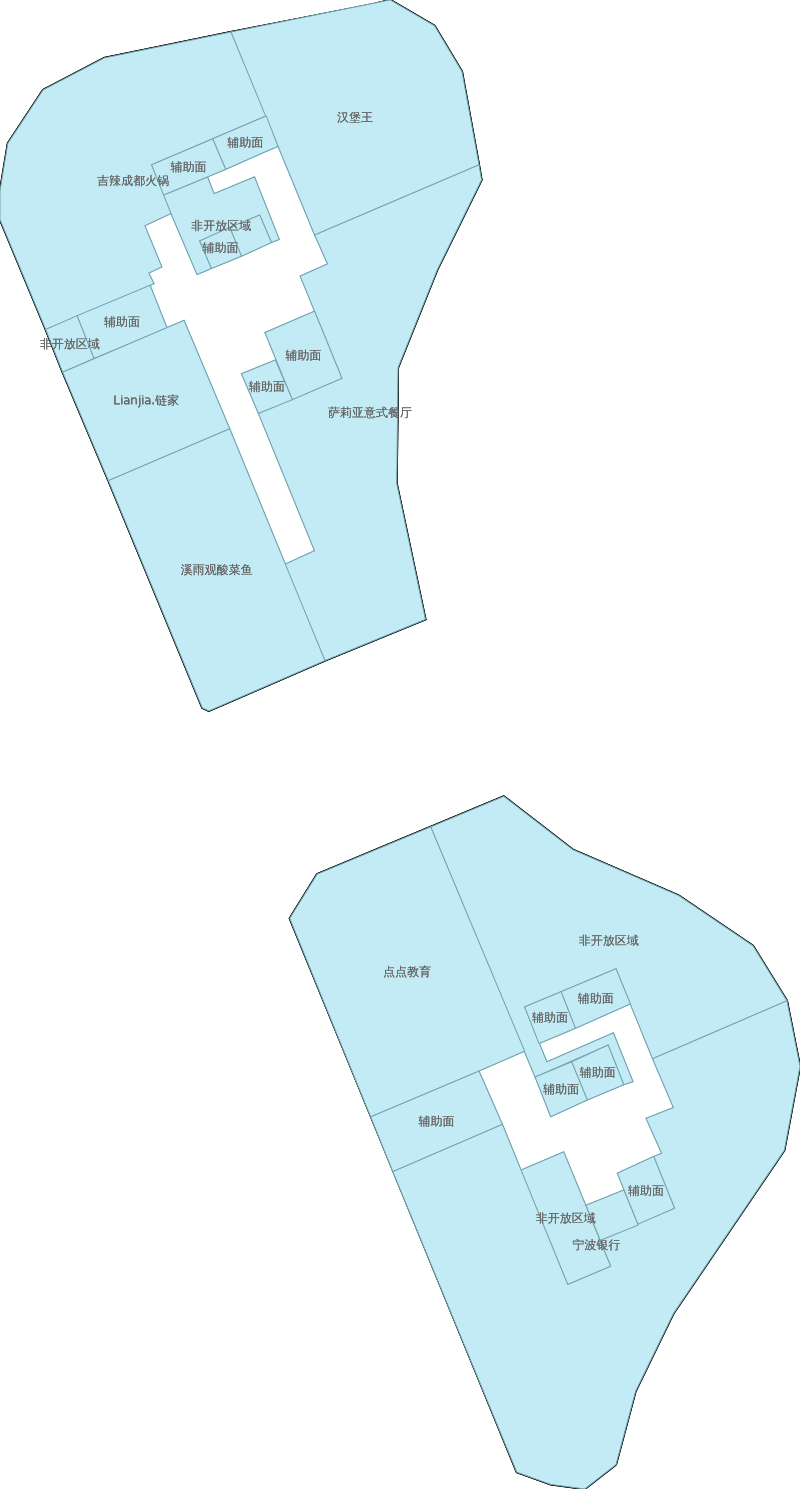 汉堡王
辅助面
辅助面
吉辣成都火锅
非开放区域
辅助面
辅助面
非开放区域
辅助面
辅助面
Lianjia.链家
萨莉亚意式餐厅
溪雨观酸菜鱼
非开放区域
点点教育
辅助面
辅助面
辅助面
辅助面
辅助面
辅助面
非开放区域
宁波银行